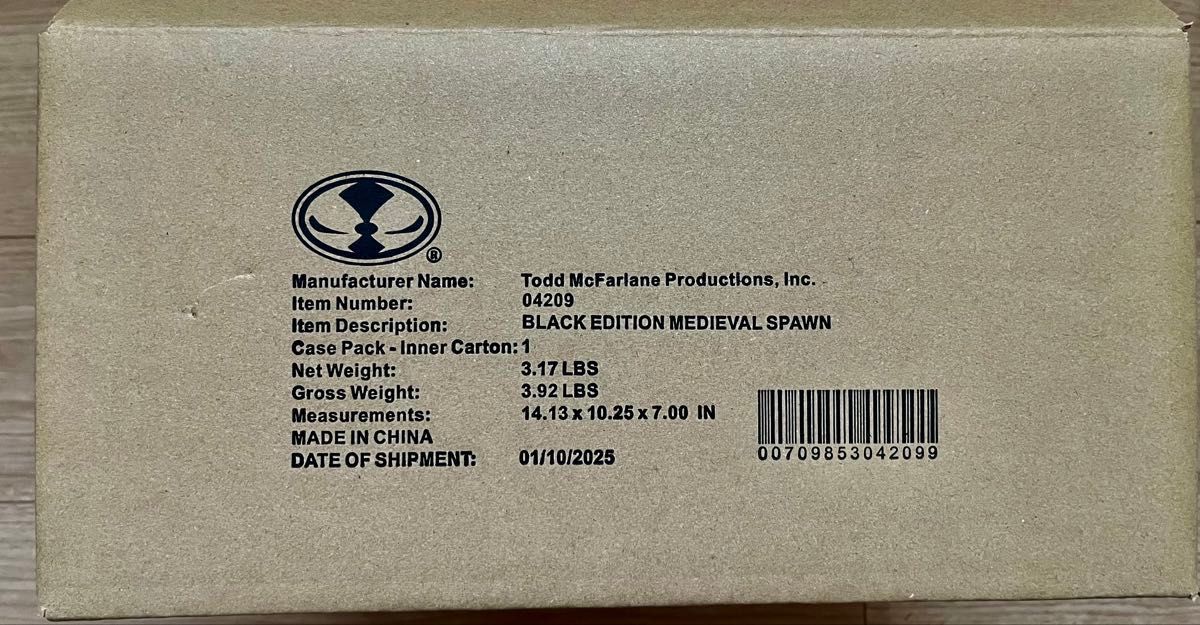 ®
Manufacturer Name: Todd McFarlane Productions, Inc.
Item Number: 04209
Item Description: BLACK EDITION MEDIEVAL SPAWN
Case Pack - Inner Carton: 1
Net Weight: 3.17 LBS
Gross Weight: 3.92 LBS
Measurements: 14.13 x 10.25 x 7.00 IN
MADE IN CHINA
DATE OF SHIPMENT: 01/10/2025
00709853042099